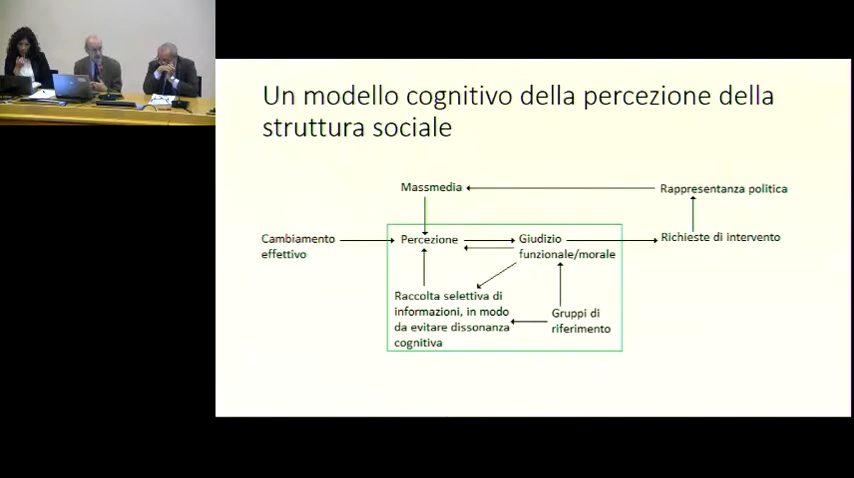 Un modello cognitivo della percezione della
struttura sociale
Massmedia
Rappresentanza politica
Cambiamento
effettivo
Percezione
Giudizio
funzionale/morale
Richieste di intervento
Raccolta selettiva di
informazioni, in modo
da evitare dissonanza
cognitiva
Gruppi di
riferimento